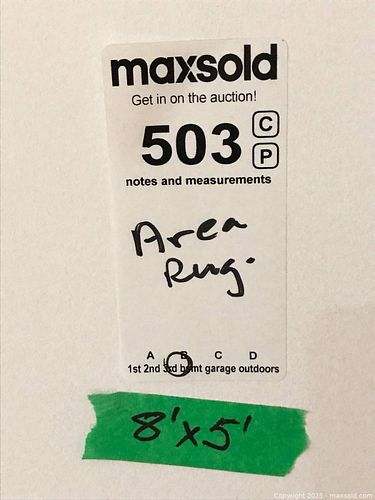 maxsold
Get in on the auction!
503 C
P
notes and measurements
Area
Rug.
A B C D
1st 2nd 3rd bsmt garage outdoors
8'x5'
Copyright 2025 - maxsold.com